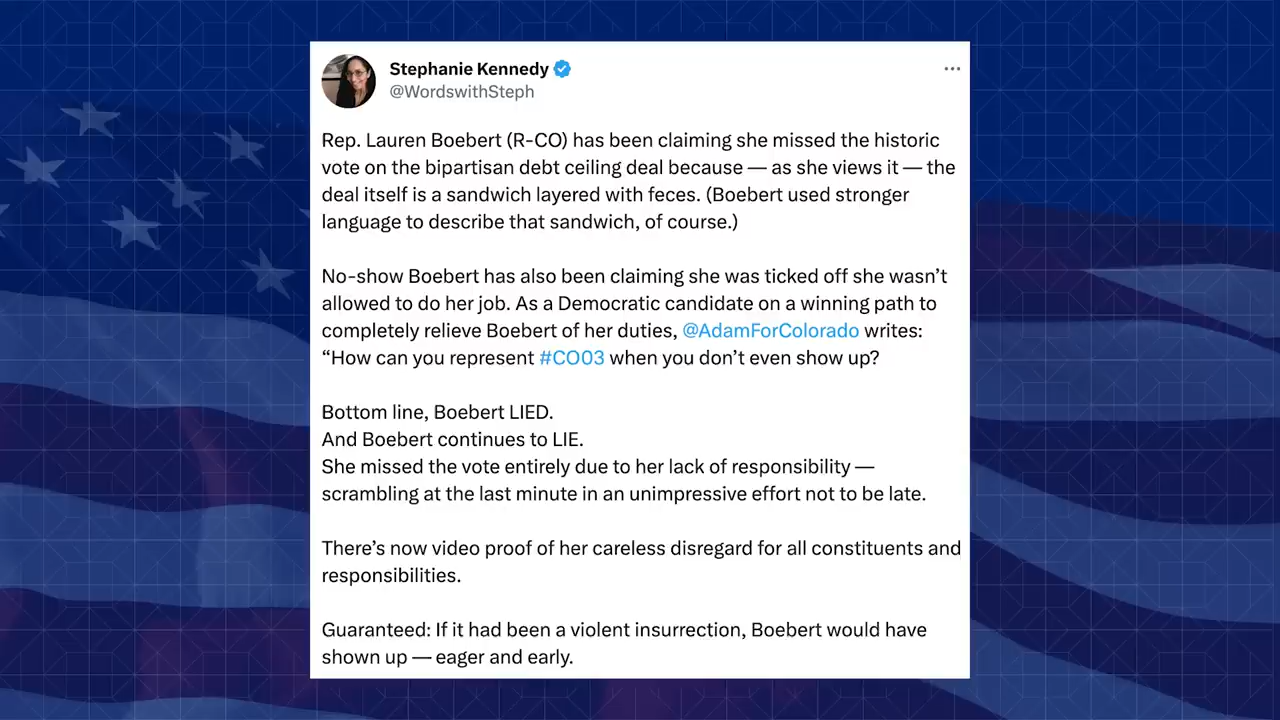 Stephanie Kennedy
@WordswithSteph
Rep. Lauren Boebert (R-CO) has been claiming she missed the historic
vote on the bipartisan debt ceiling deal because — as she views it — the
deal itself is a sandwich layered with feces. (Boebert used stronger
language to describe that sandwich, of course.)
No-show Boebert has also been claiming she was ticked off she wasn’t
allowed to do her job. As a Democratic candidate on a winning path to
completely relieve Boebert of her duties, @AdamForColorado writes:
“How can you represent #CO03 when you don’t even show up?
Bottom line, Boebert LIED.
And Boebert continues to LIE.
She missed the vote entirely due to her lack of responsibility —
scrambling at the last minute in an unimpressive effort not to be late.
There’s now video proof of her careless disregard for all constituents and
responsibilities.
Guaranteed: If it had been a violent insurrection, Boebert would have
shown up — eager and early.